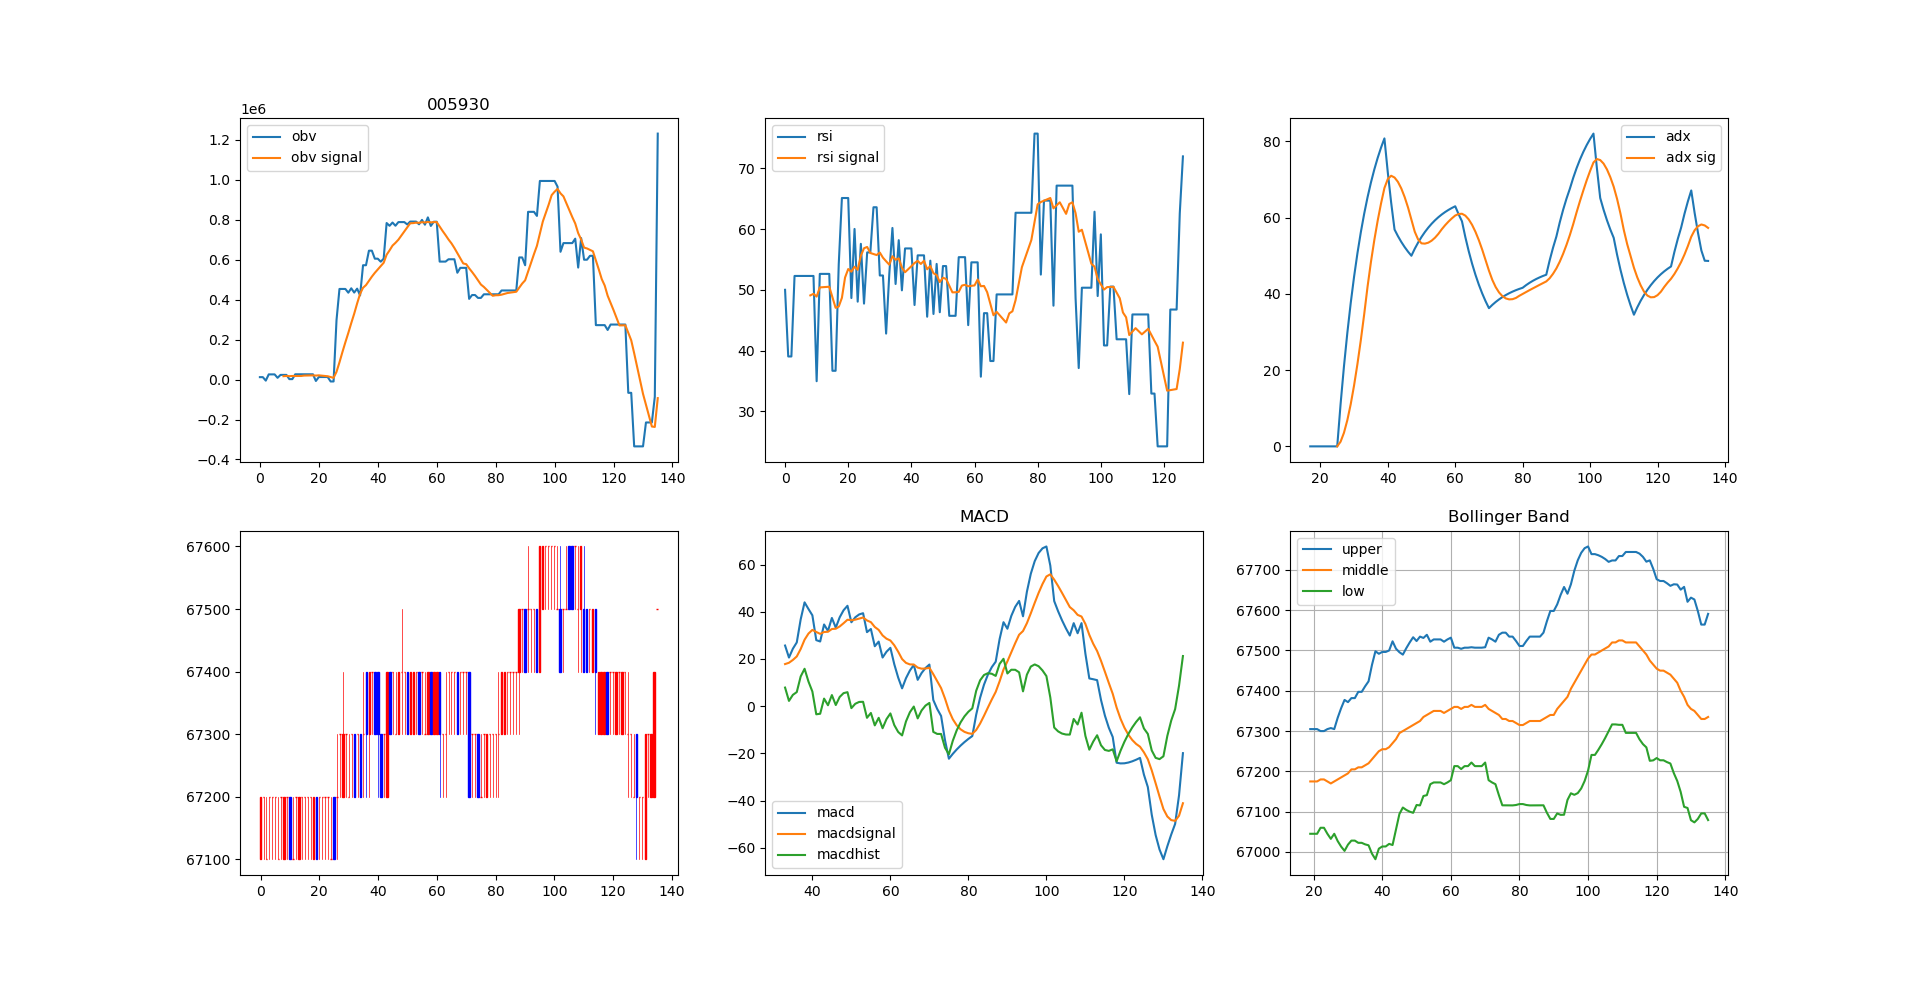 005930
1e6
obv
obv signal
1.2
1.0
0.8
0.6
0.4
0.2
0.0
−0.2
−0.4
0 20 40 60 80 100 120 140
rsi
rsi signal
70
60
50
40
30
0 20 40 60 80 100 120
adx
adx sig
80
60
40
20
0
20 40 60 80 100 120 140
67600
67500
67400
67300
67200
67100
0 20 40 60 80 100 120 140
MACD
60
40
20
0
−20
−40
−60
macd
macdsignal
macdhist
40 60 80 100 120 140
Bollinger Band
upper
middle
low
67700
67600
67500
67400
67300
67200
67100
67000
20 40 60 80 100 120 140